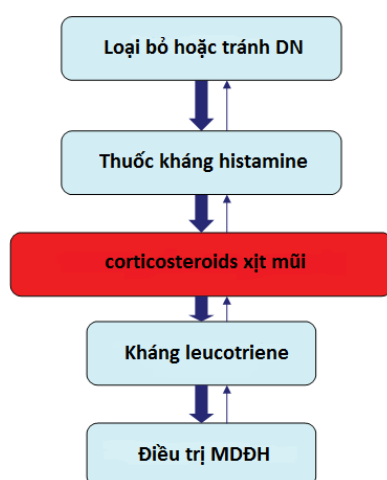 Loại bỏ hoặc tránh DN
Thuốc kháng histamine
corticosteroids xịt mũi
Kháng leucotriene
Điều trị MDĐH